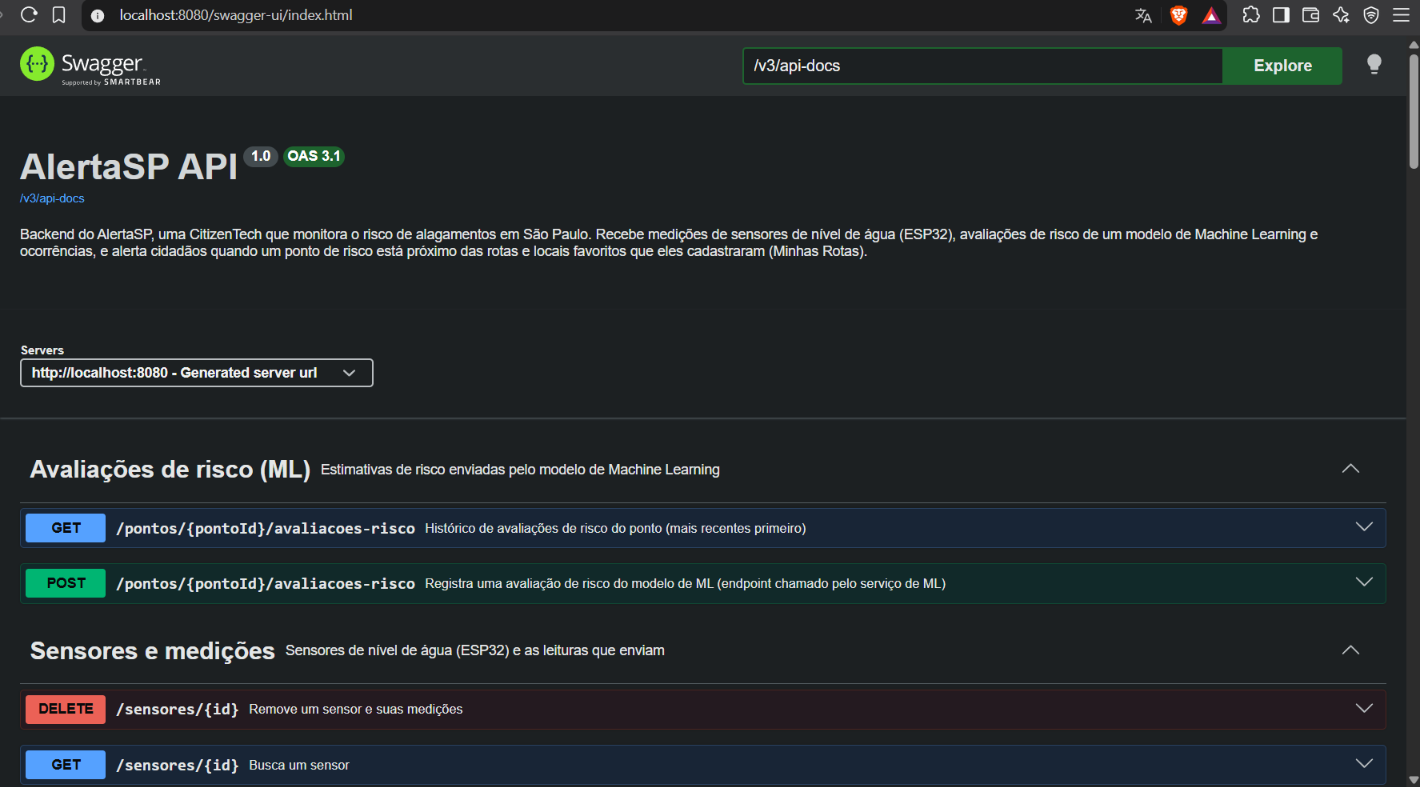 localhost:8080/swagger-ui/index.html
Swagger
Supported by SMARTBEAR
/v3/api-docs
Explore
AlertaSP API 1.0 OAS 3.1
/v3/api-docs
Backend do AlertaSP, uma CitizenTech que monitora o risco de alagamentos em São Paulo. Recebe medições de sensores de nível de água (ESP32), avaliações de risco de um modelo de Machine Learning e
ocorrências, e alerta cidadãos quando um ponto de risco está próximo das rotas e locais favoritos que eles cadastraram (Minhas Rotas).
Servers
http://localhost:8080 - Generated server url
Avaliações de risco (ML) Estimativas de risco enviadas pelo modelo de Machine Learning
GET /pontos/{pontoId}/avaliacoes-risco Histórico de avaliações de risco do ponto (mais recentes primeiro)
POST /pontos/{pontoId}/avaliacoes-risco Registra uma avaliação de risco do modelo de ML (endpoint chamado pelo serviço de ML)
Sensores e medições Sensores de nível de água (ESP32) e as leituras que enviam
DELETE /sensores/{id} Remove um sensor e suas medições
GET /sensores/{id} Busca um sensor